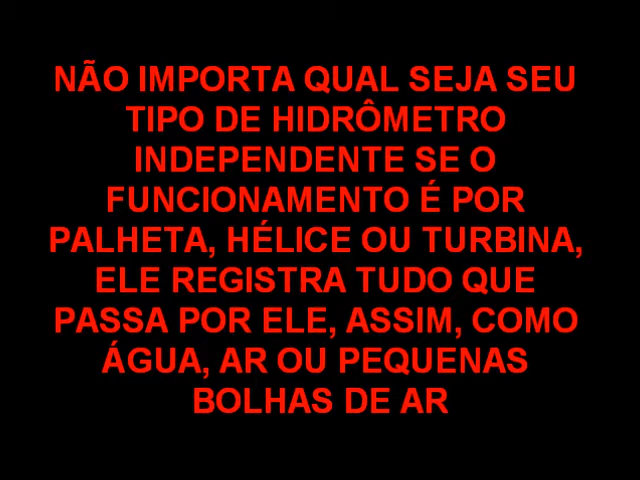 NÃO IMPORTA QUAL SEJA SEU
TIPO DE HIDRÔMETRO
INDEPENDENTE SE O
FUNCIONAMENTO É POR
PALHETA, HÉLICE OU TURBINA,
ELE REGISTRA TUDO QUE
PASSA POR ELE, ASSIM, COMO
ÁGUA, AR OU PEQUENAS
BOLHAS DE AR